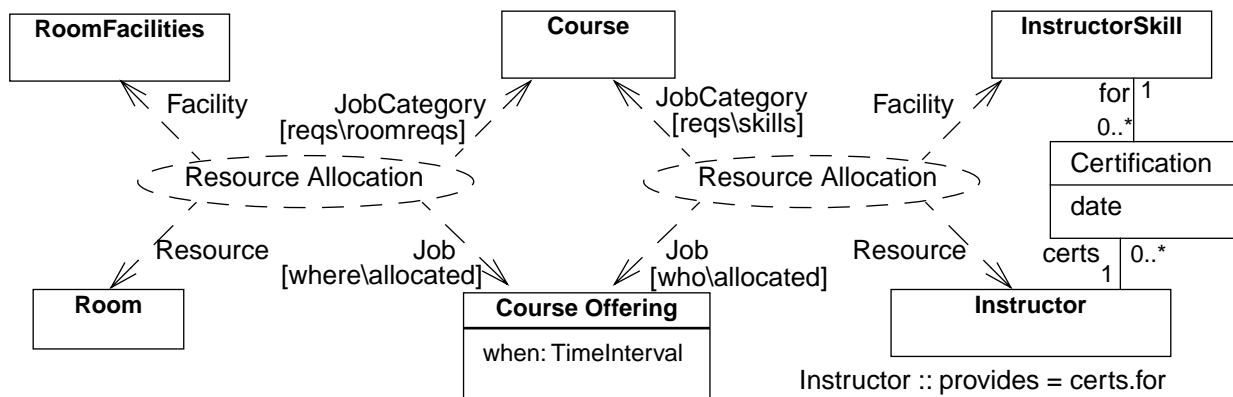 RoomFacilities
Course
InstructorSkill
Facility
JobCategory
[reqs\roomreqs]
JobCategory
[reqs\skills]
Facility
for
1
0..*
Resource Allocation
Resource Allocation
Certification
date
Resource
Job
[where\allocated]
Job
[who\allocated]
Resource
certs
0..*
1
Room
Course Offering
when: TimeInterval
Instructor
Instructor :: provides = certs.for